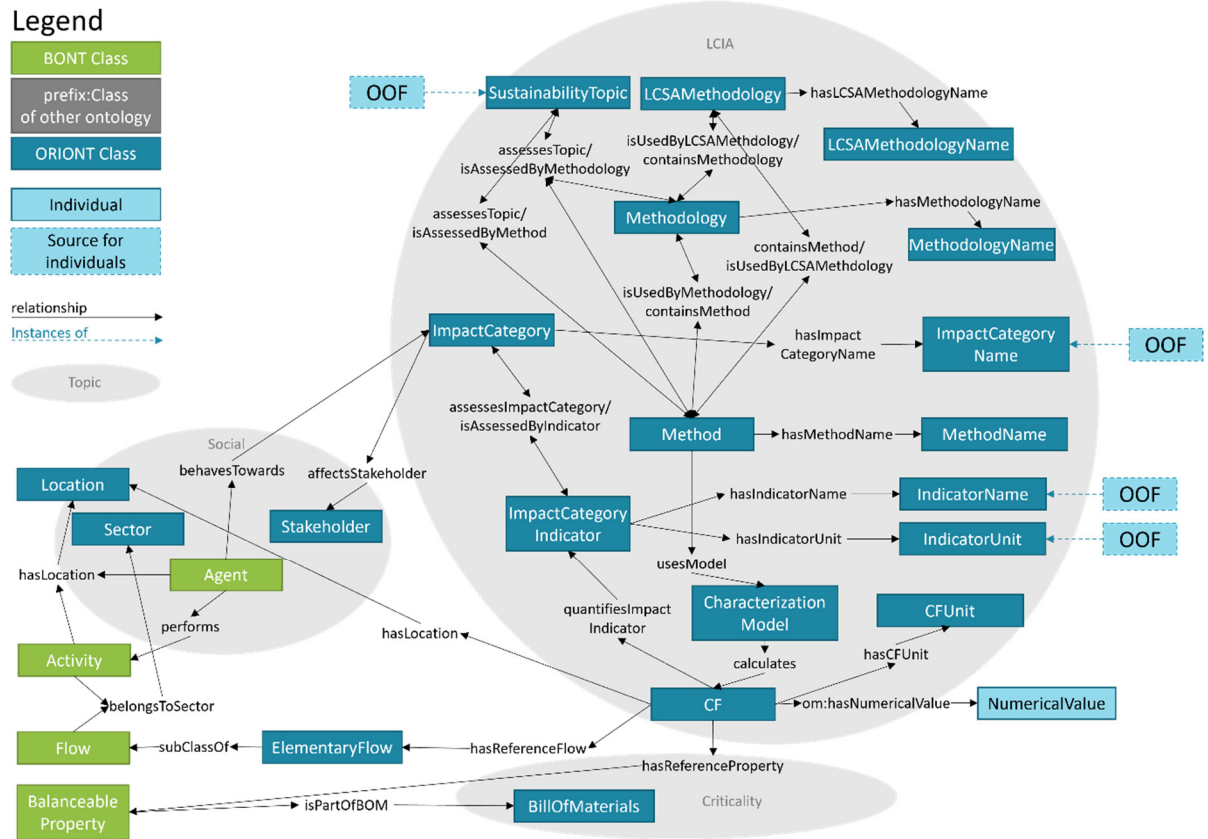 Legend
BONT Class
prefix:Class
of other ontology
ORIONT Class
Individual
Source for
individuals
relationship
Instances of
Topic
LCIA
OOF
SustainabilityTopic
LCSAMethodology
hasLCSAMethodologyName
LCSAMethodologyName
assessesTopic/
isAssessedByMethodology
isUsedByLCSAMethdology/
containsMethodology
assessesTopic/
isAssessedByMethod
Methodology
hasMethodologyName
MethodologyName
containsMethod/
isUsedByLCSAMethdology
isUsedByMethodology/
containsMethod
ImpactCategory
hasImpact
CategoryName
ImpactCategory
Name
OOF
assessesImpactCategory/
isAssessedByIndicator
Method
hasMethodName
MethodName
Social
behavesTowards
affectsStakeholder
Location
Sector
Stakeholder
ImpactCategory
Indicator
hasIndicatorName
IndicatorName
OOF
hasIndicatorUnit
IndicatorUnit
OOF
hasLocation
Agent
usesModel
performs
hasLocation
quantifiesImpact
Indicator
Characterization
Model
CFUnit
Activity
calculates
hasCFUnit
belongsToSector
CF
om:hasNumericalValue
NumericalValue
Flow
subClassOf
ElementaryFlow
hasReferenceFlow
hasReferenceProperty
Balanceable
Property
isPartOfBOM
BillOfMaterials
Criticality